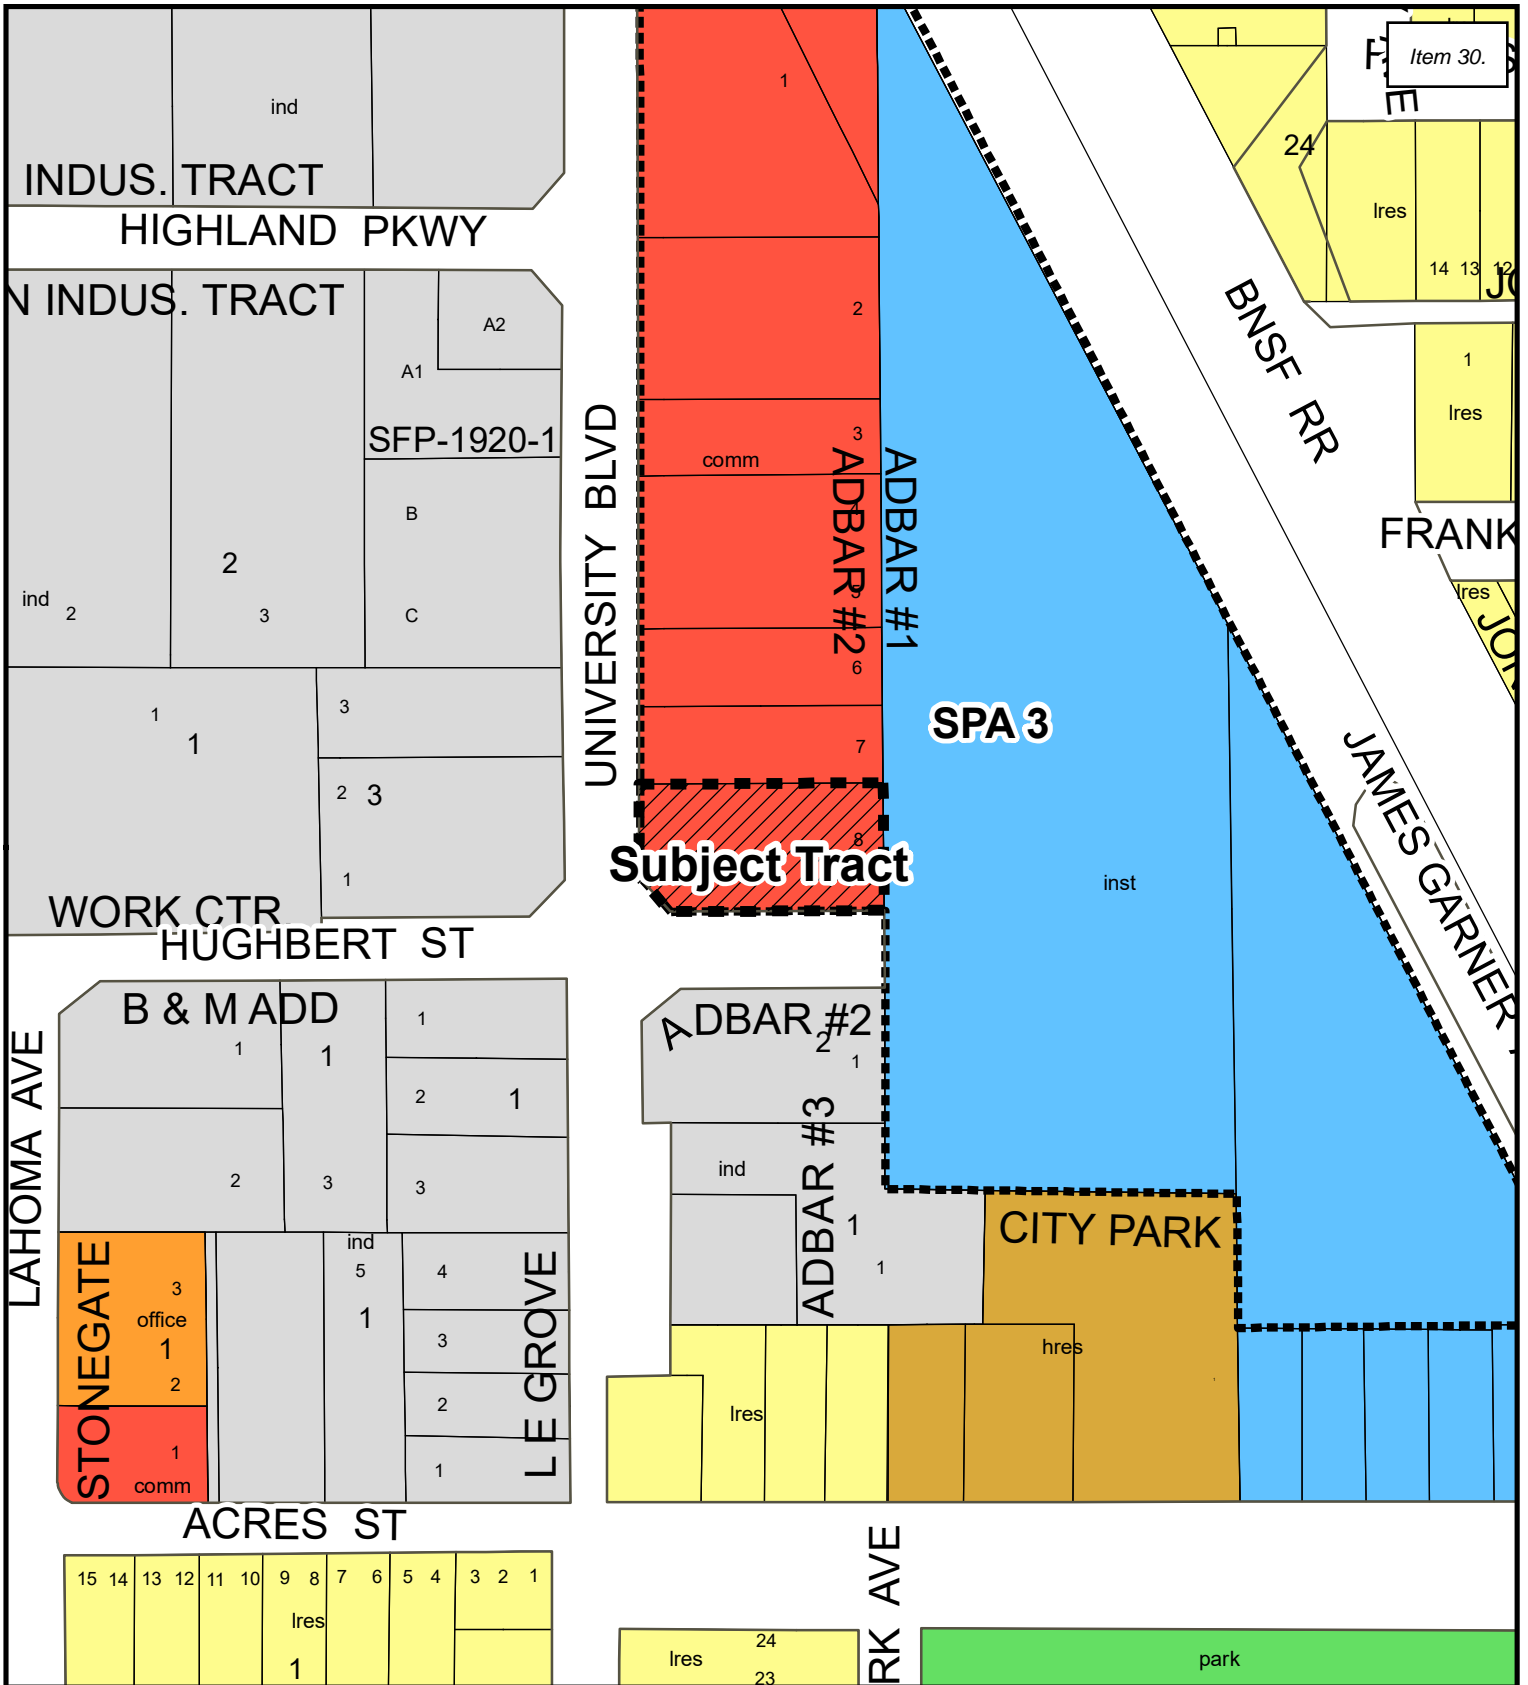 Item 30.
1
ind
24
INDUS. TRACT
lres
HIGHLAND PKWY
14 13 12
N INDUS. TRACT
A2
2
BNSF RR
A1
1
lres
SFP-1920-1
3
comm
UNIVERSITY BLVD
ADBAR #2
ADBAR #1
B
FRANK
2
ind
2
3
C
lres
6
1
1
3
7
SPA 3
2 3
JAMES GARNER
8
Subject Tract
inst
1
WORK CTR
HUGHBERT ST
B & M ADD
1
1
1
ADBAR #2
2
1
LAHOMA AVE
2
1
ADBAR #3
ind
2
3
3
CITY PARK
1
1
ind
5
4
STONEGATE
3
office
1
2
1
L E GROVE
3
hres
2
lres
1
comm
1
ACRES ST
15 14 13 12 11 10 9 8 7 6 5 4 3 2 1
lres
1
RK AVE
24
lres
23
park